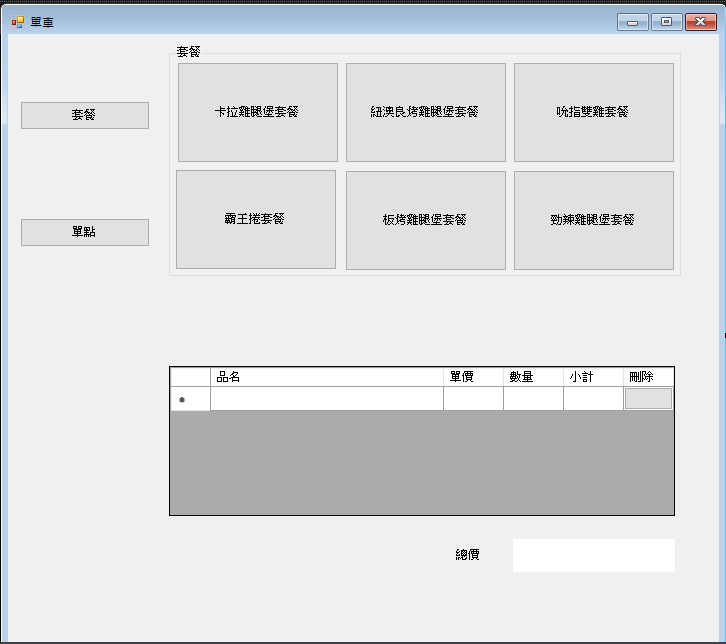 單車
套餐
套餐
卡拉雞腿堡套餐
紐澳良烤雞腿堡套餐
吮指雙雞套餐
單點
霸王捲套餐
板烤雞腿堡套餐
勁辣雞腿堡套餐
品名 單價 數量 小計 刪除
總價